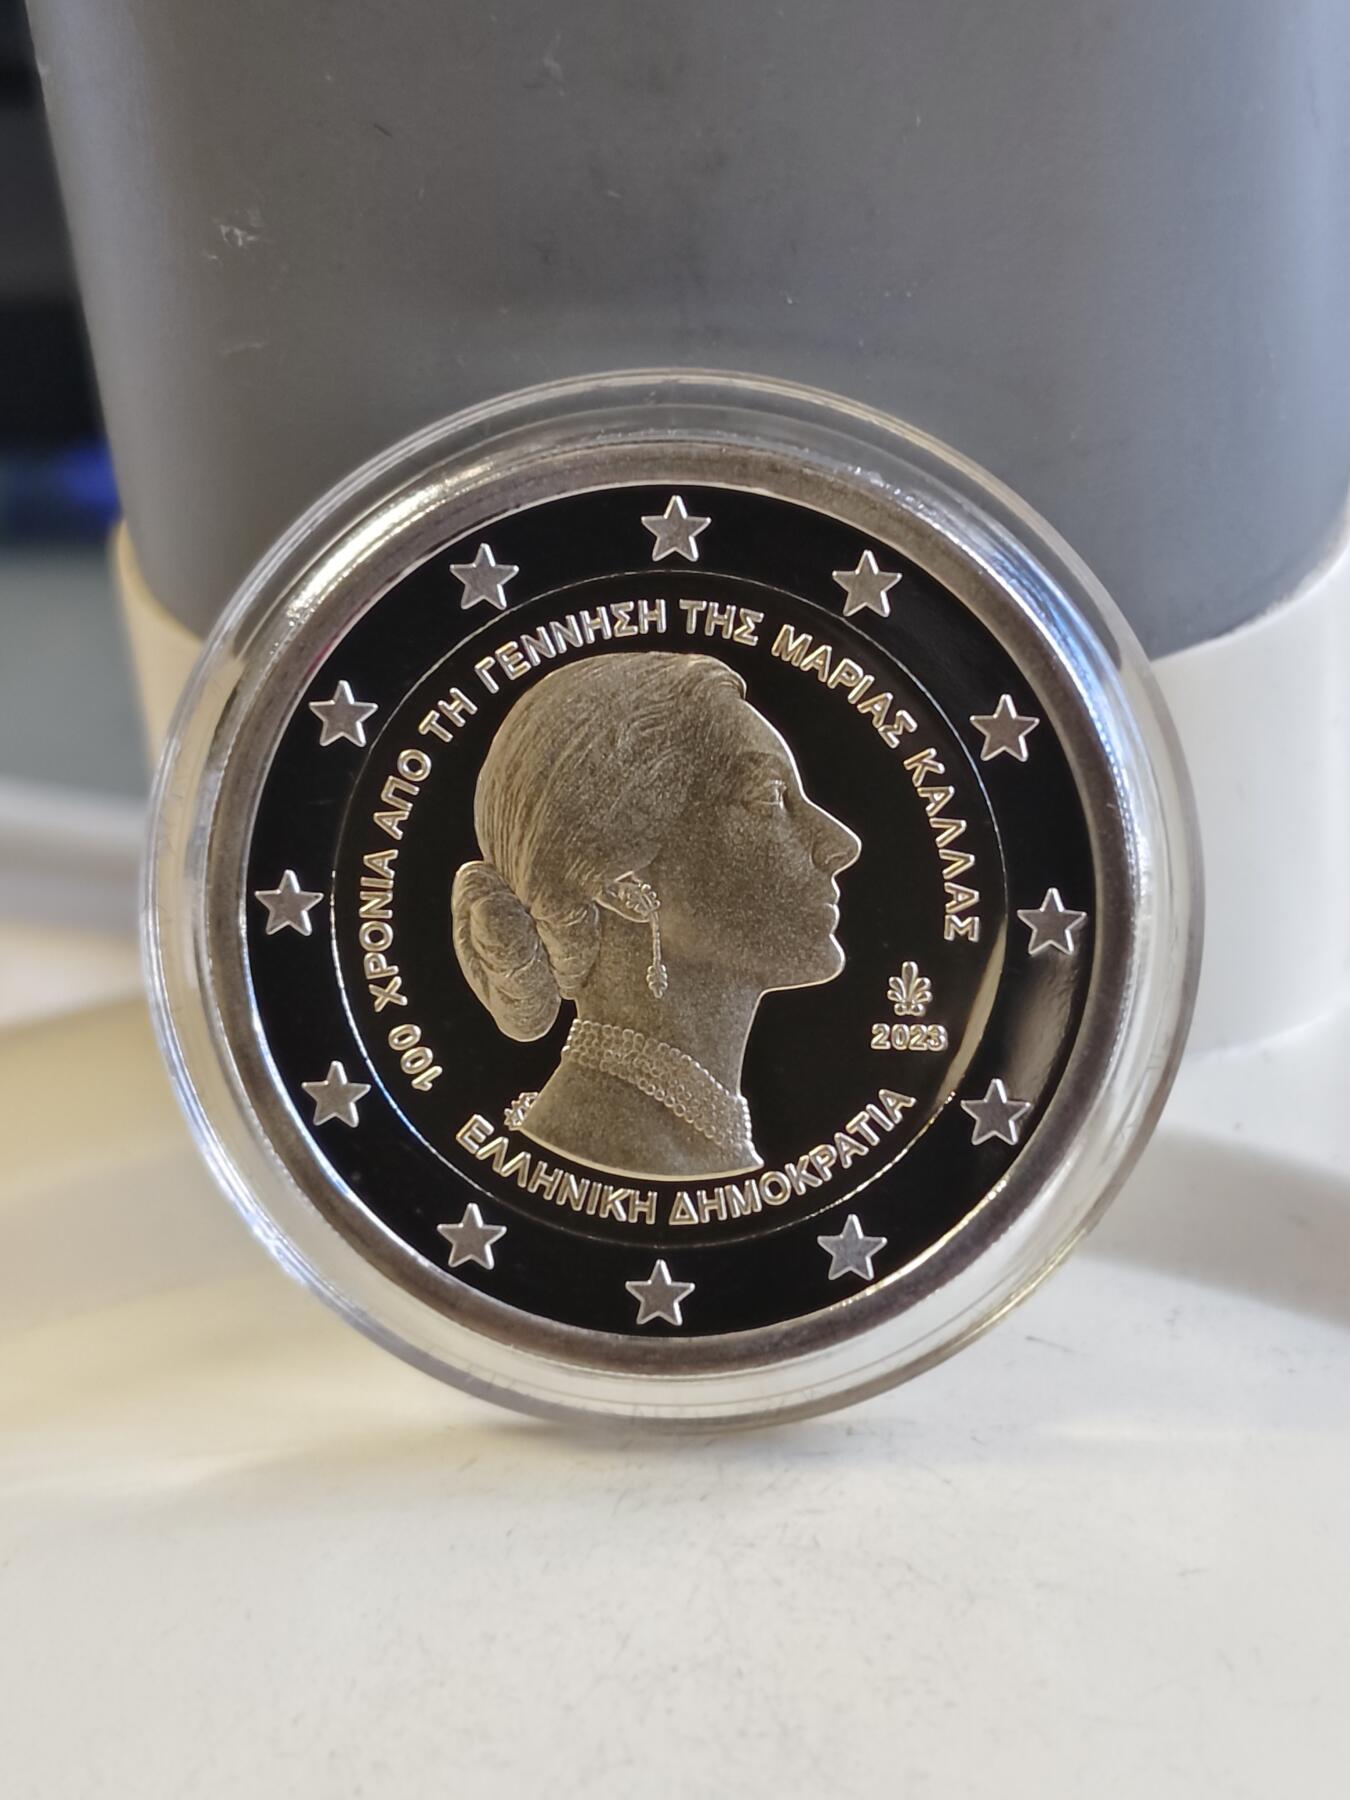 100 ΧΡΟΝΙΑ ΑΠΟ ΤΗ ΓΕΝΝΗΣΗ ΤΗΣ ΜΑΡΙΑΣ ΚΑΛΛΑΣ
2023
ΕΛΛΗΝΙΚΗ ΔΗΜΟΚΡΑΤΙΑ